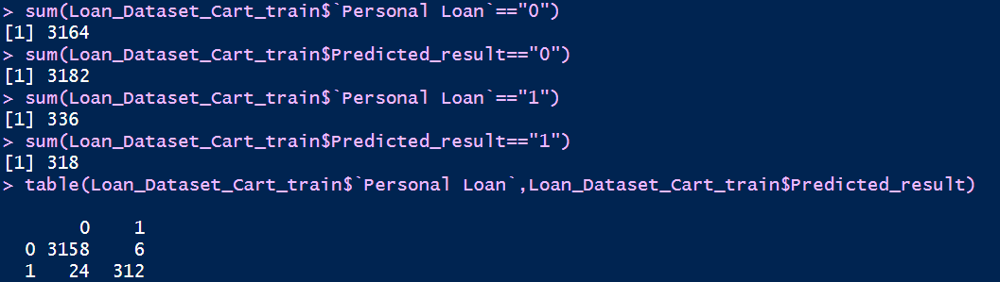 > sum(Loan_Dataset_Cart_train$`Personal Loan`=="0")
[1] 3164
> sum(Loan_Dataset_Cart_train$Predicted_result=="0")
[1] 3182
> sum(Loan_Dataset_Cart_train$`Personal Loan`=="1")
[1] 336
> sum(Loan_Dataset_Cart_train$Predicted_result=="1")
[1] 318
> table(Loan_Dataset_Cart_train$`Personal Loan`,Loan_Dataset_Cart_train$Predicted_result)
0 1
0 3158 6
1 24 312